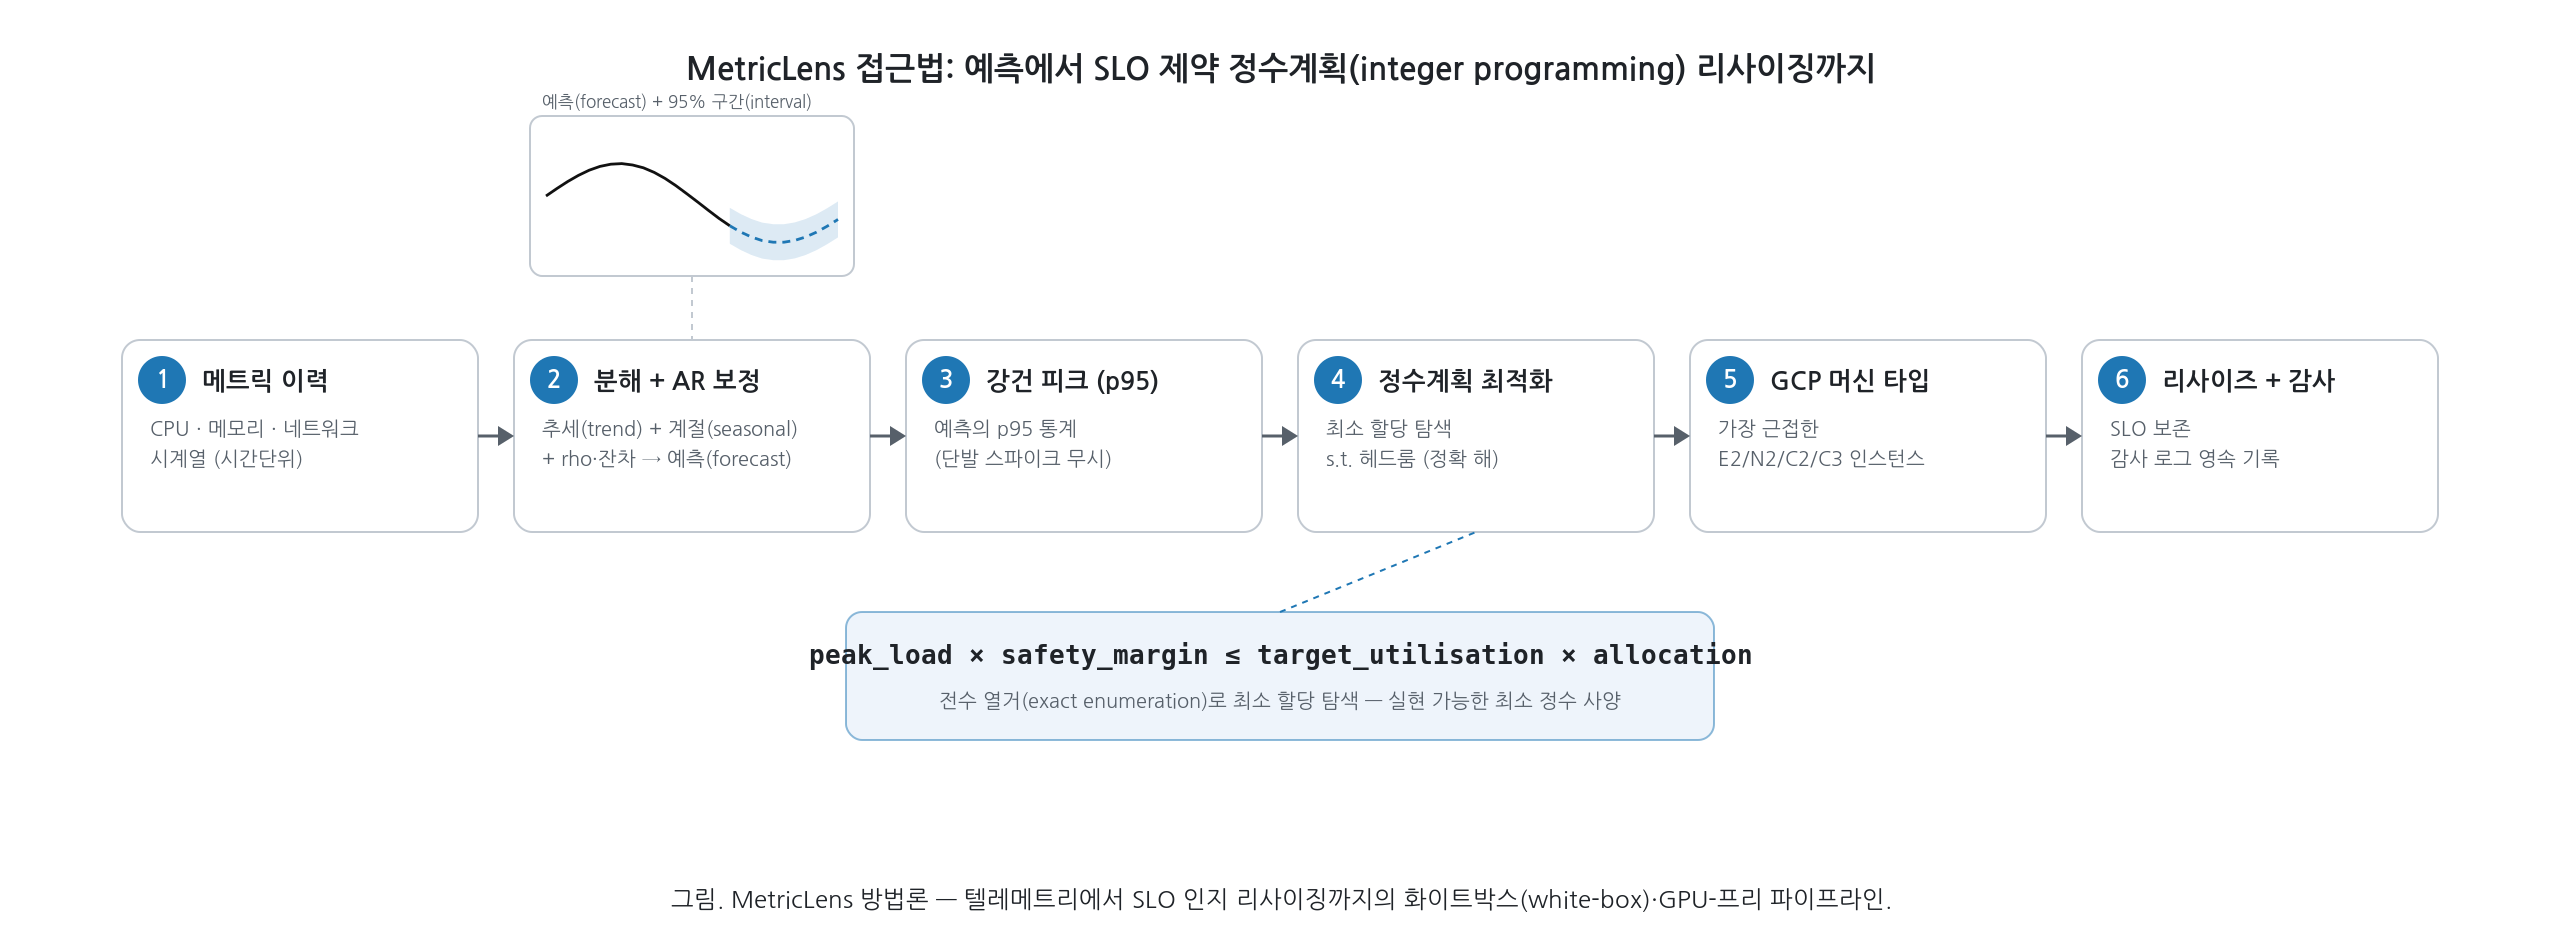 MetricLens 접근법: 예측에서 SLO 제약 정수계획(integer programming) 리사이징까지
예측(forecast) + 95% 구간(interval)
1 메트릭 이력
CPU · 메모리 · 네트워크
시계열 (시간단위)
2 분해 + AR 보정
추세(trend) + 계절(seasonal)
+ rho·잔차 → 예측(forecast)
3 강건 피크 (p95)
예측의 p95 통계
(단발 스파이크 무시)
4 정수계획 최적화
최소 할당 탐색
s.t. 헤드룸 (정확 해)
5 GCP 머신 타입
가장 근접한
E2/N2/C2/C3 인스턴스
6 리사이즈 + 감사
SLO 보존
감사 로그 영속 기록
peak_load × safety_margin ≤ target_utilisation × allocation
전수 열거(exact enumeration)로 최소 할당 탐색 — 실현 가능한 최소 정수 사양
그림. MetricLens 방법론 — 텔레메트리에서 SLO 인지 리사이징까지의 화이트박스(white-box)·GPU-프리 파이프라인.